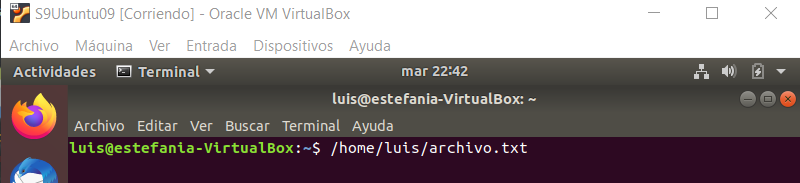 S9Ubuntu09 [Corriendo] - Oracle VM VirtualBox
Archivo Máquina Ver Entrada Dispositivos Ayuda
Actividades Terminal mar 22:42
luis@estefania-VirtualBox: ~
Archivo Editar Ver Buscar Terminal Ayuda
luis@estefania-VirtualBox:~$ /home/luis/archivo.txt